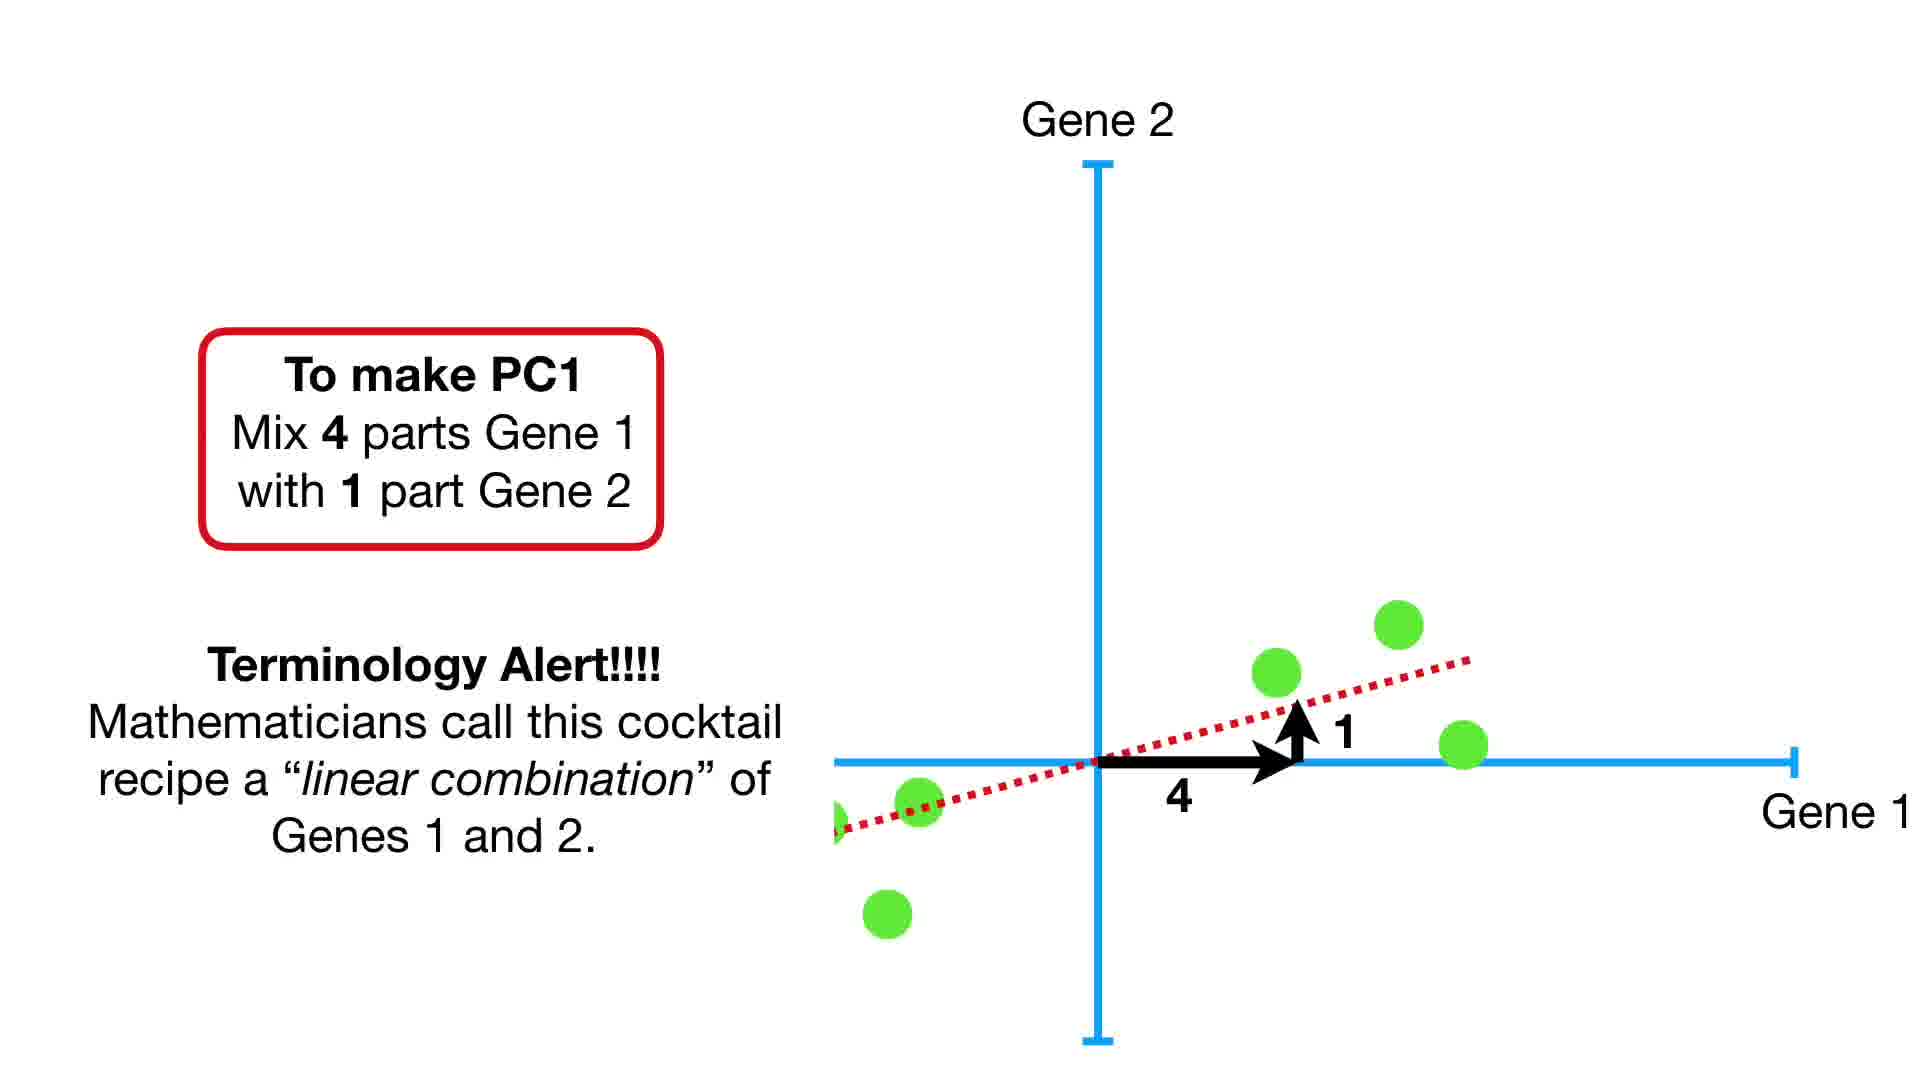 Gene 2
To make PC1
Mix 4 parts Gene 1
with 1 part Gene 2
Terminology Alert!!!!
Mathematicians call this cocktail
recipe a “linear combination” of
Genes 1 and 2.
1
4
Gene 1